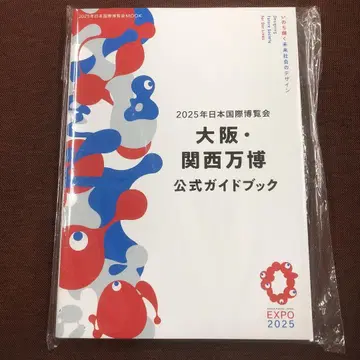 2025年日本国際博覧会MOOK
いのち輝く未来社会のデザイン
Designing
Future Society
for Our Lives
2025年日本国際博覧会
大阪・
関西万博
公式ガイドブック
EXPO
2025